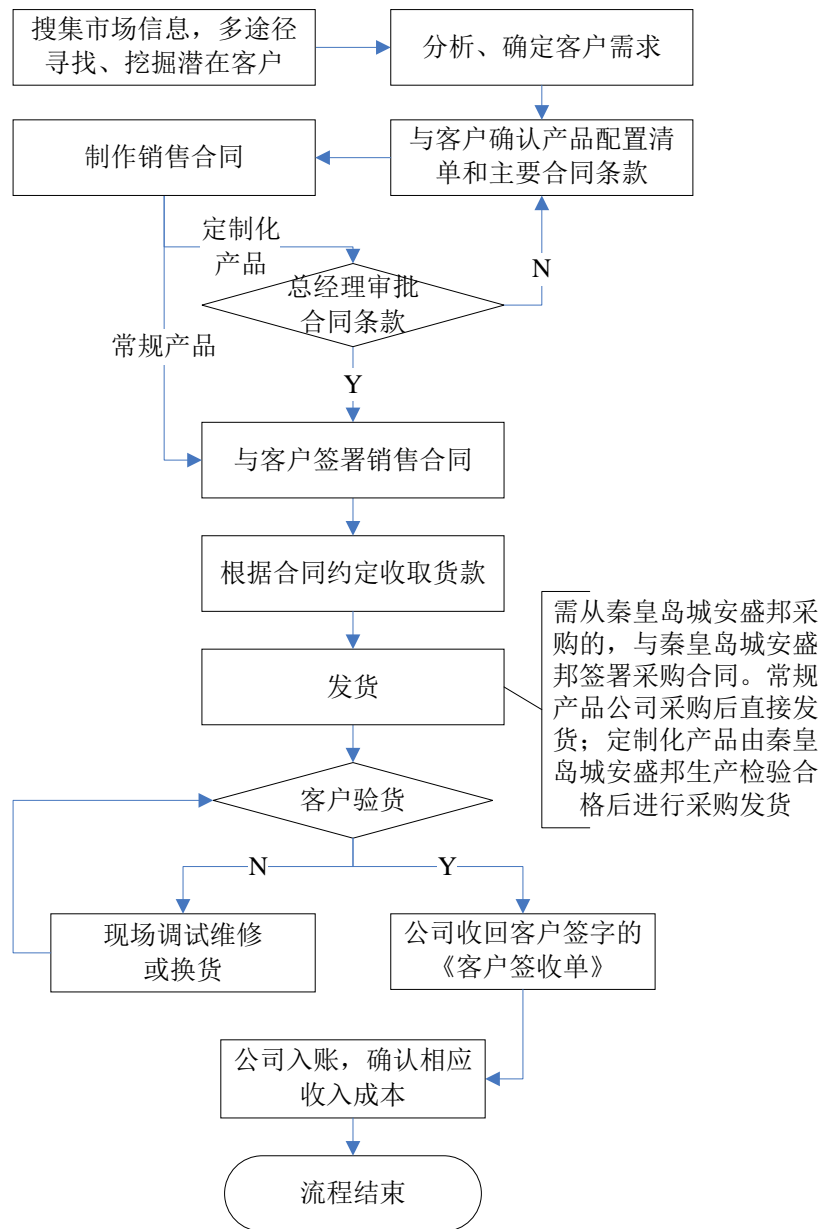 搜集市场信息，多途径
寻找、挖掘潜在客户
分析、确定客户需求
与客户确认产品配置清
单和主要合同条款
制作销售合同
定制化
产品
N
总经理审批
合同条款
常规产品
Y
与客户签署销售合同
根据合同约定收取货款
需从秦皇岛城安盛邦采
购的，与秦皇岛城安盛
邦签署采购合同。常规
产品公司采购后直接发
货；定制化产品由秦皇
岛城安盛邦生产检验合
格后进行采购发货
发货
客户验货
N
Y
现场调试维修
或换货
公司收回客户签字的
《客户签收单》
公司入账，确认相应
收入成本
流程结束